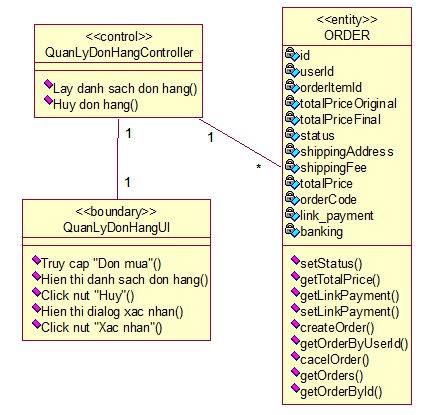 <<control>>
QuanLyDonHangController
Lay danh sach don hang()
Huy don hang()
1
1
1
*
<<boundary>>
QuanLyDonHangUI
Truy cap "Don mua"()
Hien thi danh sach don hang()
Click nut "Huy"()
Hien thi dialog xac nhan()
Click nut "Xac nhan"()
<<entity>>
ORDER
id
userId
orderItemId
totalPriceOriginal
totalPriceFinal
status
shippingAddress
shippingFee
totalPrice
orderCode
link_payment
banking
setStatus()
getTotalPrice()
getLinkPayment()
setLinkPayment()
createOrder()
getOrderByUserId()
cacelOrder()
getOrders()
getOrderById()